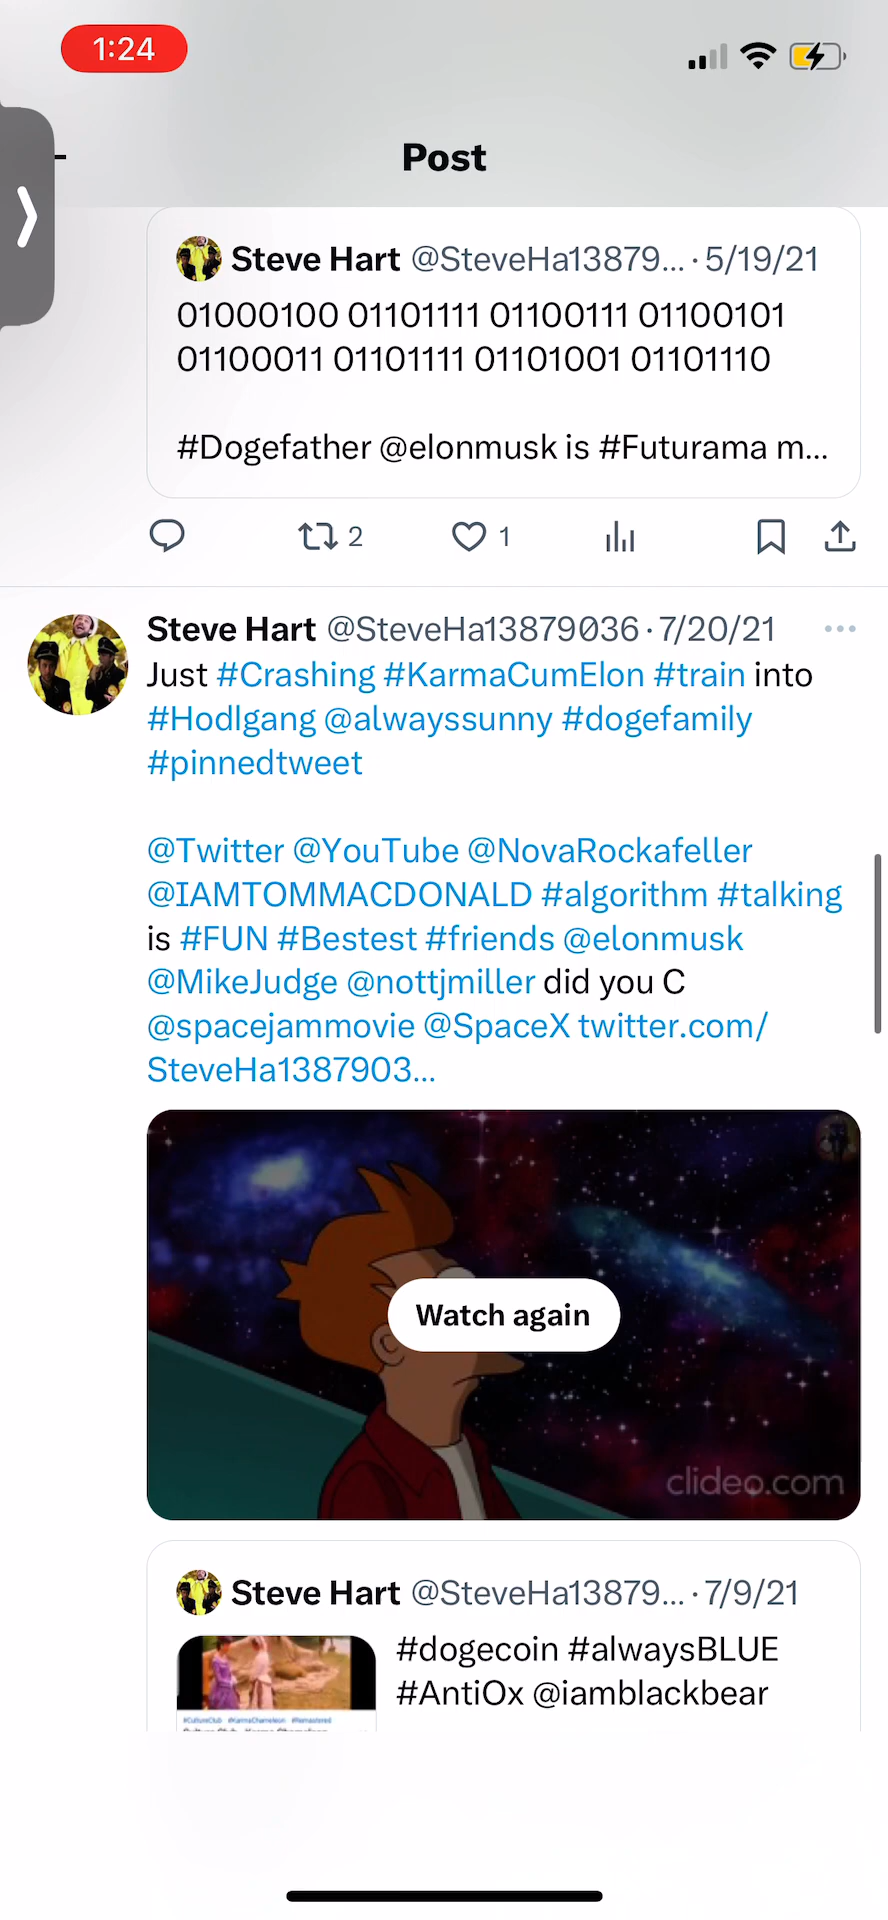 1:24
Post
Steve Hart @SteveHa13879... · 5/19/21
01000100 01101111 01100111 01100101
01100011 01101111 01101001 01101110
#Dogefather @elonmusk is #Futurama m...
2
1
Steve Hart @SteveHa13879036 · 7/20/21
Just #Crashing #KarmaCumElon #train into
#Hodlgang @alwayssunny #dogefamily
#pinnedtweet
@Twitter @YouTube @NovaRockafeller
@IAMTOMMACDONALD #algorithm #talking
is #FUN #Bestest #friends @elonmusk
@MikeJudge @nottjmiller did you C
@spacejammovie @SpaceX twitter.com/
SteveHa1387903...
Watch again
clideo.com
Steve Hart @SteveHa13879... · 7/9/21
#dogecoin #alwaysBLUE
#AntiOx @iamblackbear
#CultureClub #KarmaChameleon #Remastered